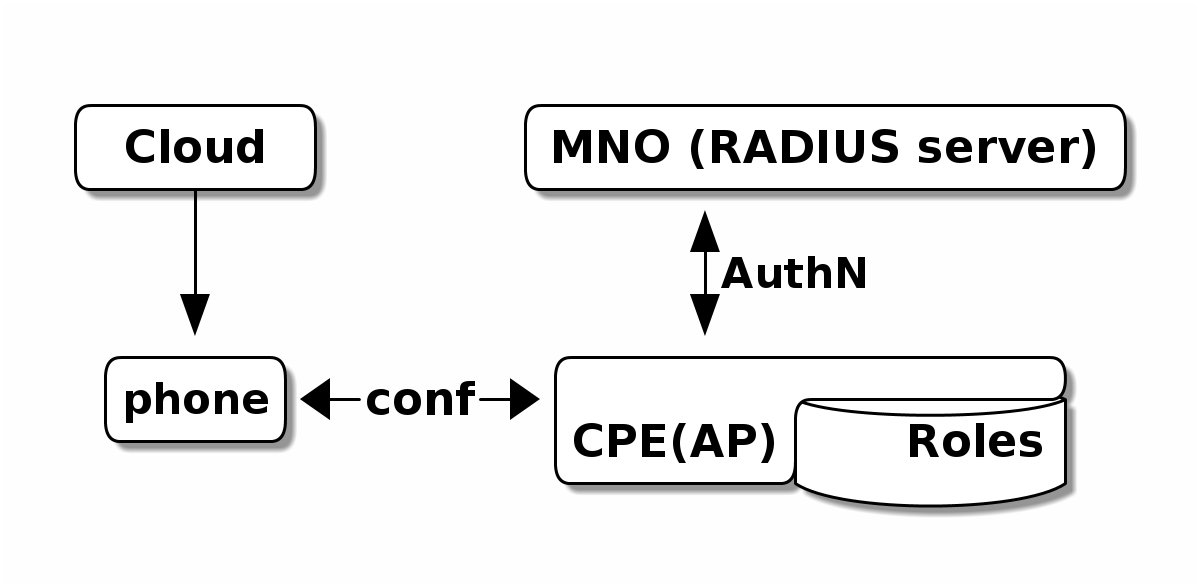 Cloud
MNO (RADIUS server)
AuthN
phone
conf
CPE(AP)
Roles